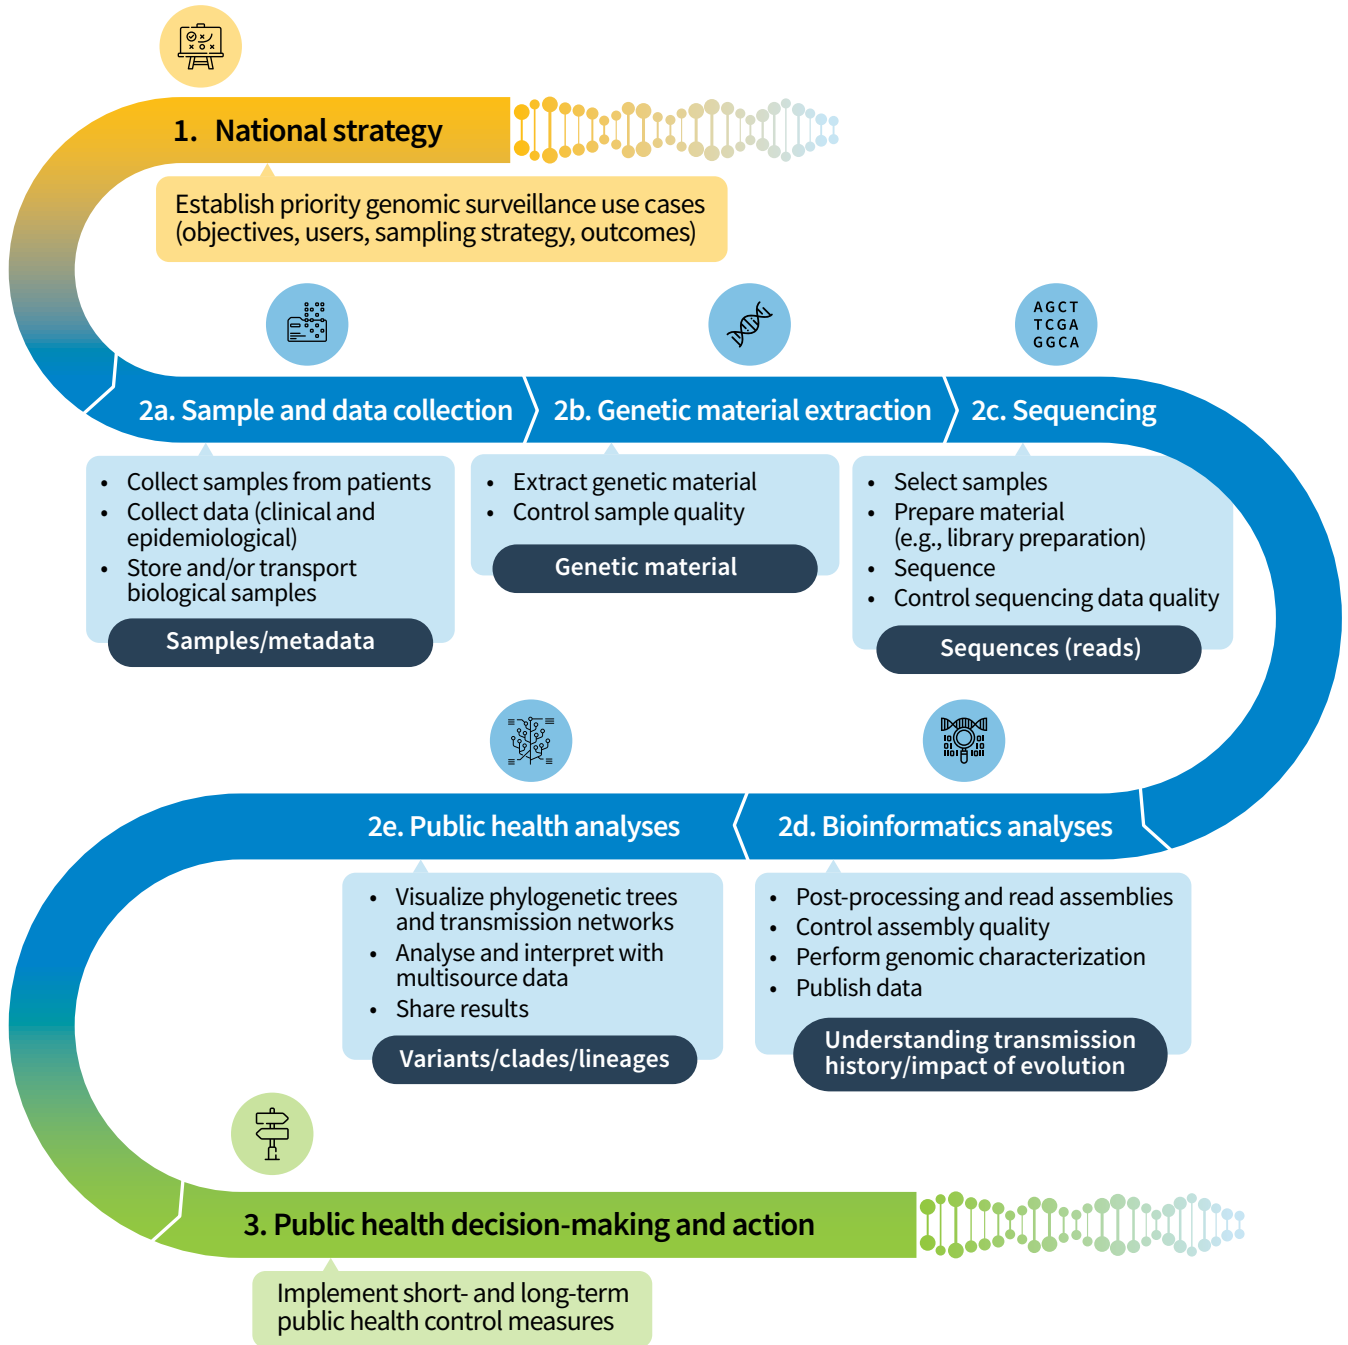 1. National strategy
Establish priority genomic surveillance use cases
(objectives, users, sampling strategy, outcomes)
AGCT
TCGA
GGCA
2a. Sample and data collection
2b. Genetic material extraction
2c. Sequencing
• Collect samples from patients
• Collect data (clinical and
epidemiological)
• Store and/or transport
biological samples
Samples/metadata
• Extract genetic material
• Control sample quality
Genetic material
• Select samples
• Prepare material
(e.g., library preparation)
• Sequence
• Control sequencing data quality
Sequences (reads)
2d. Bioinformatics analyses
• Post-processing and read assemblies
• Control assembly quality
• Perform genomic characterization
• Publish data
Understanding transmission
history/impact of evolution
2e. Public health analyses
• Visualize phylogenetic trees
and transmission networks
• Analyse and interpret with
multisource data
• Share results
Variants/clades/lineages
3. Public health decision-making and action
Implement short- and long-term
public health control measures